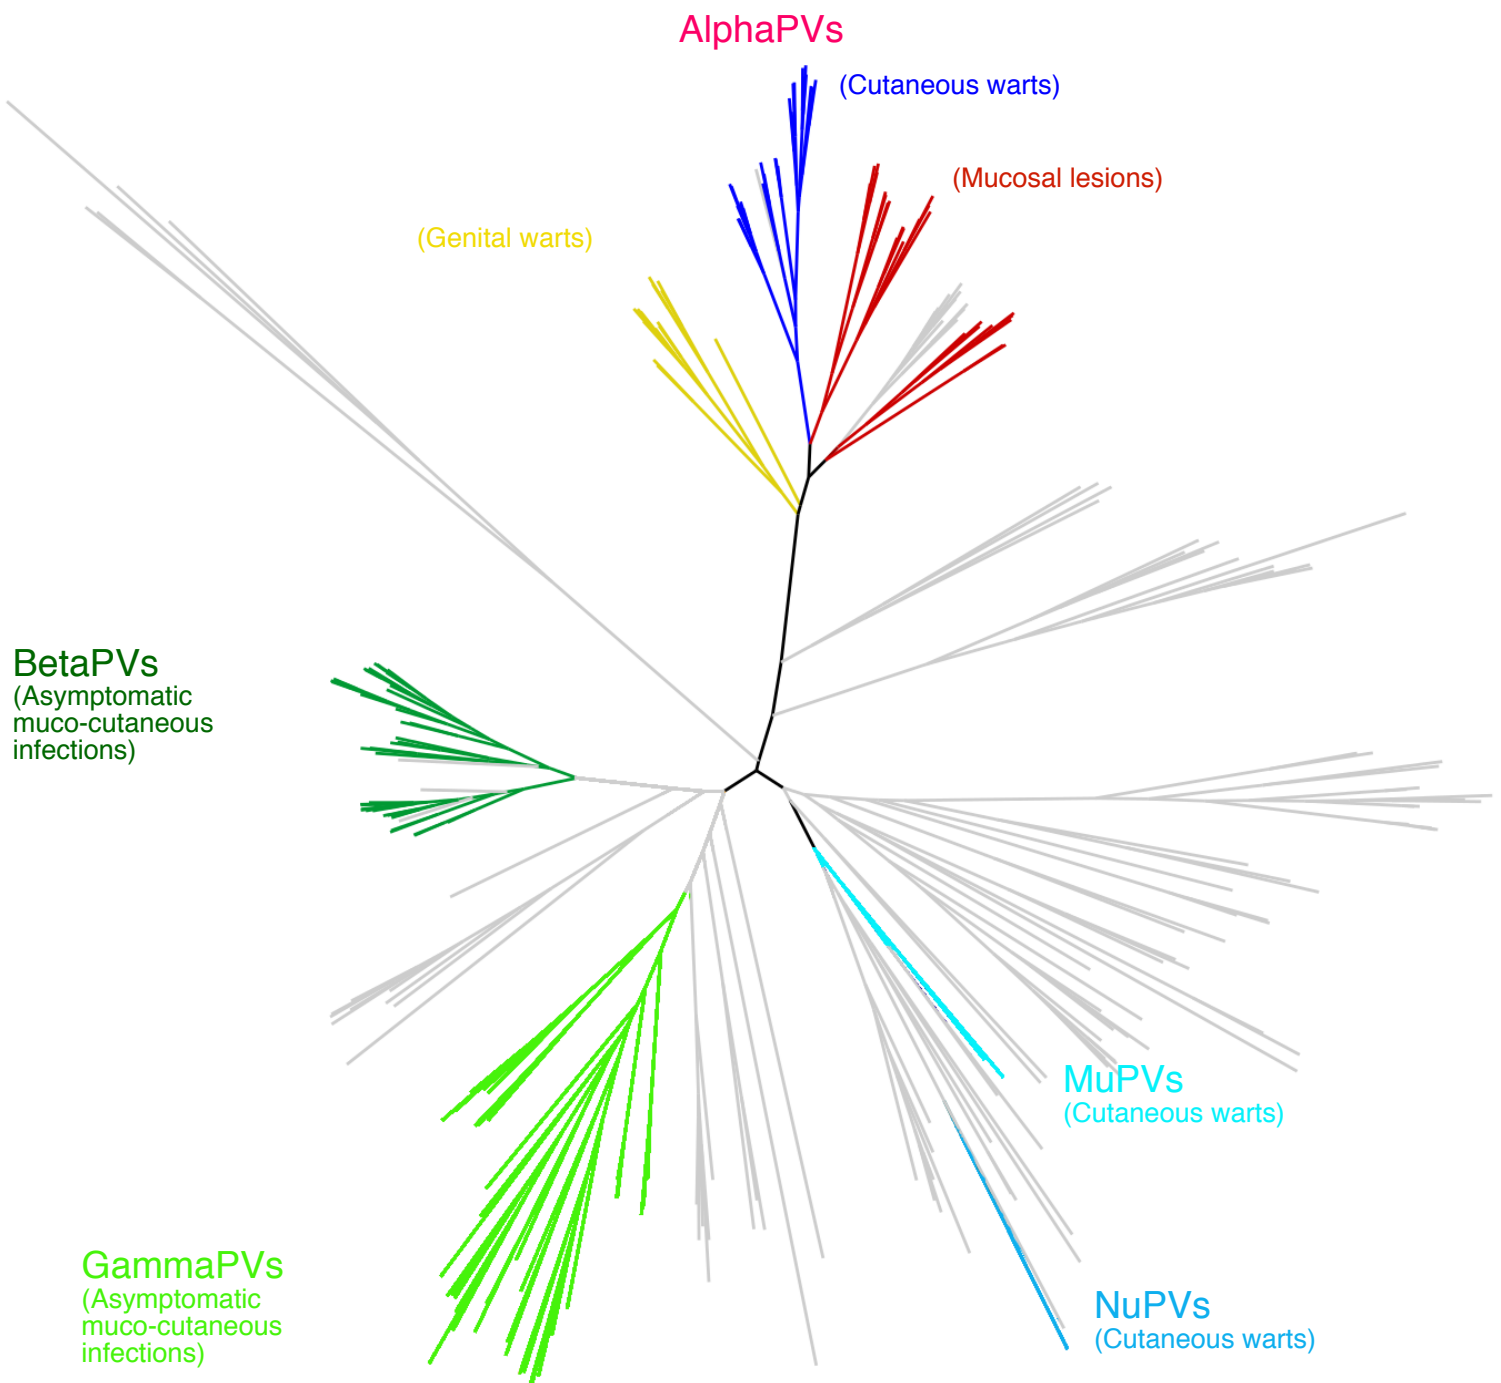 AlphaPVs
(Cutaneous warts)
(Mucosal lesions)
(Genital warts)
BetaPVs
(Asymptomatic
muco-cutaneous
infections)
MuPVs
(Cutaneous warts)
GammaPVs
(Asymptomatic
muco-cutaneous
infections)
NuPVs
(Cutaneous warts)